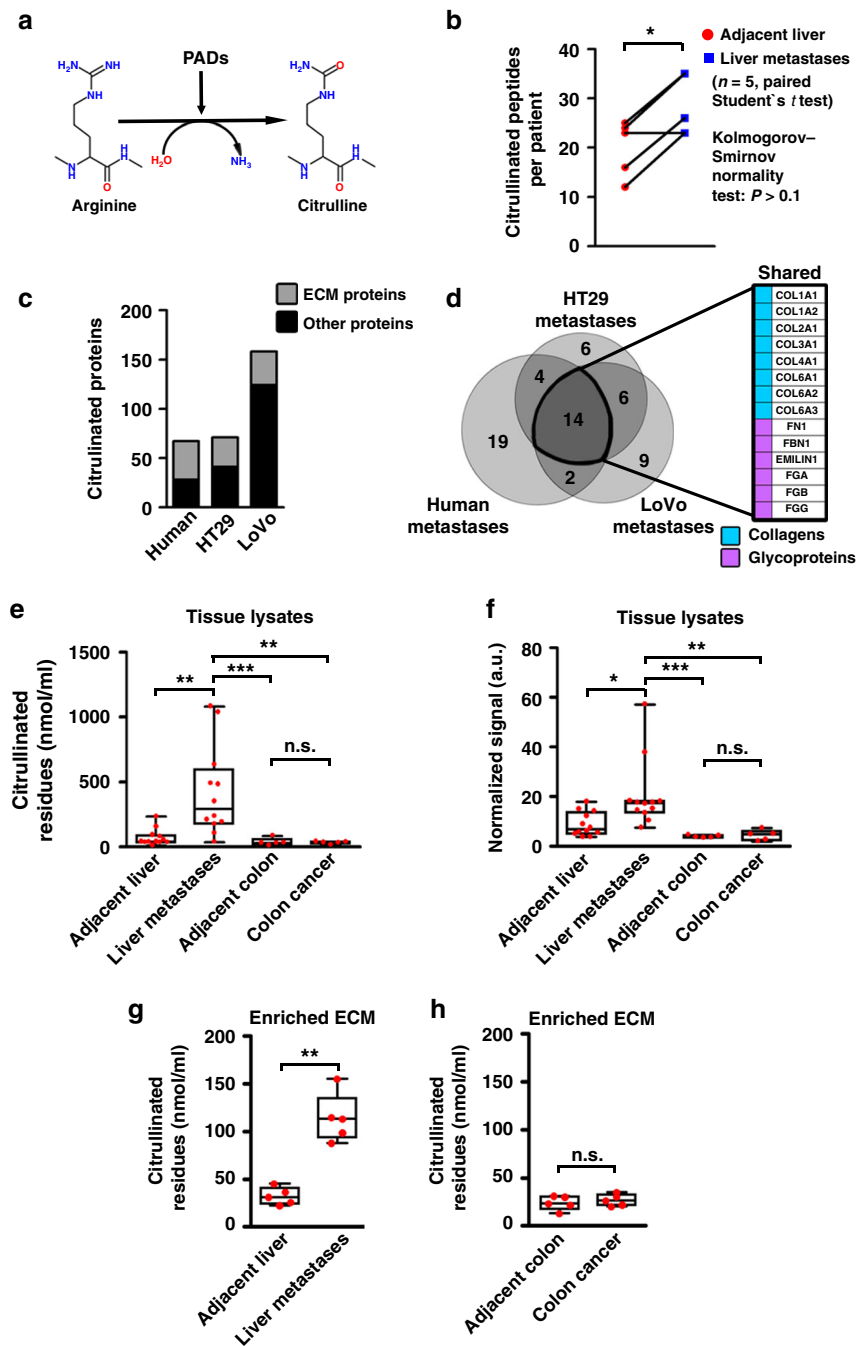 a
PADs
H₂N
NH
NH
N
H
H
N
O
H₂O
NH₃
H₂N
O
NH
N
H
H
N
O
Arginine
Citrulline
b
Citrullinated peptides
per patient
40
30
20
10
0
*
Adjacent liver
Liver metastases
(n = 5, paired
Student`s t test)
Kolmogorov–
Smirnov
normality
test: P > 0.1
c
Citrulinated proteins
200
150
100
50
0
ECM proteins
Other proteins
Human
HT29
LoVo
d
HT29
metastases
6
4
6
14
19
9
2
Human
metastases
LoVo
metastases
Shared
COL1A1
COL1A2
COL2A1
COL3A1
COL4A1
COL6A1
COL6A2
COL6A3
FN1
FBN1
EMILIN1
FGA
FGB
FGG
Collagens
Glycoproteins
e
Tissue lysates
Citrullinated
residues (nmol/ml)
1500
1000
500
0
**
***
**
n.s.
Adjacent liver
Liver metastases
Adjacent colon
Colon cancer
f
Tissue lysates
Normalized signal (a.u.)
80
60
40
20
0
**
***
*
n.s.
Adjacent liver
Liver metastases
Adjacent colon
Colon cancer
g
Enriched ECM
Citrullinated
residues (nmol/ml)
200
150
100
50
0
**
Adjacent liver
Liver metastases
h
Enriched ECM
Citrullinated
residues (nmol/ml)
200
150
100
50
0
n.s.
Adjacent colon
Colon cancer